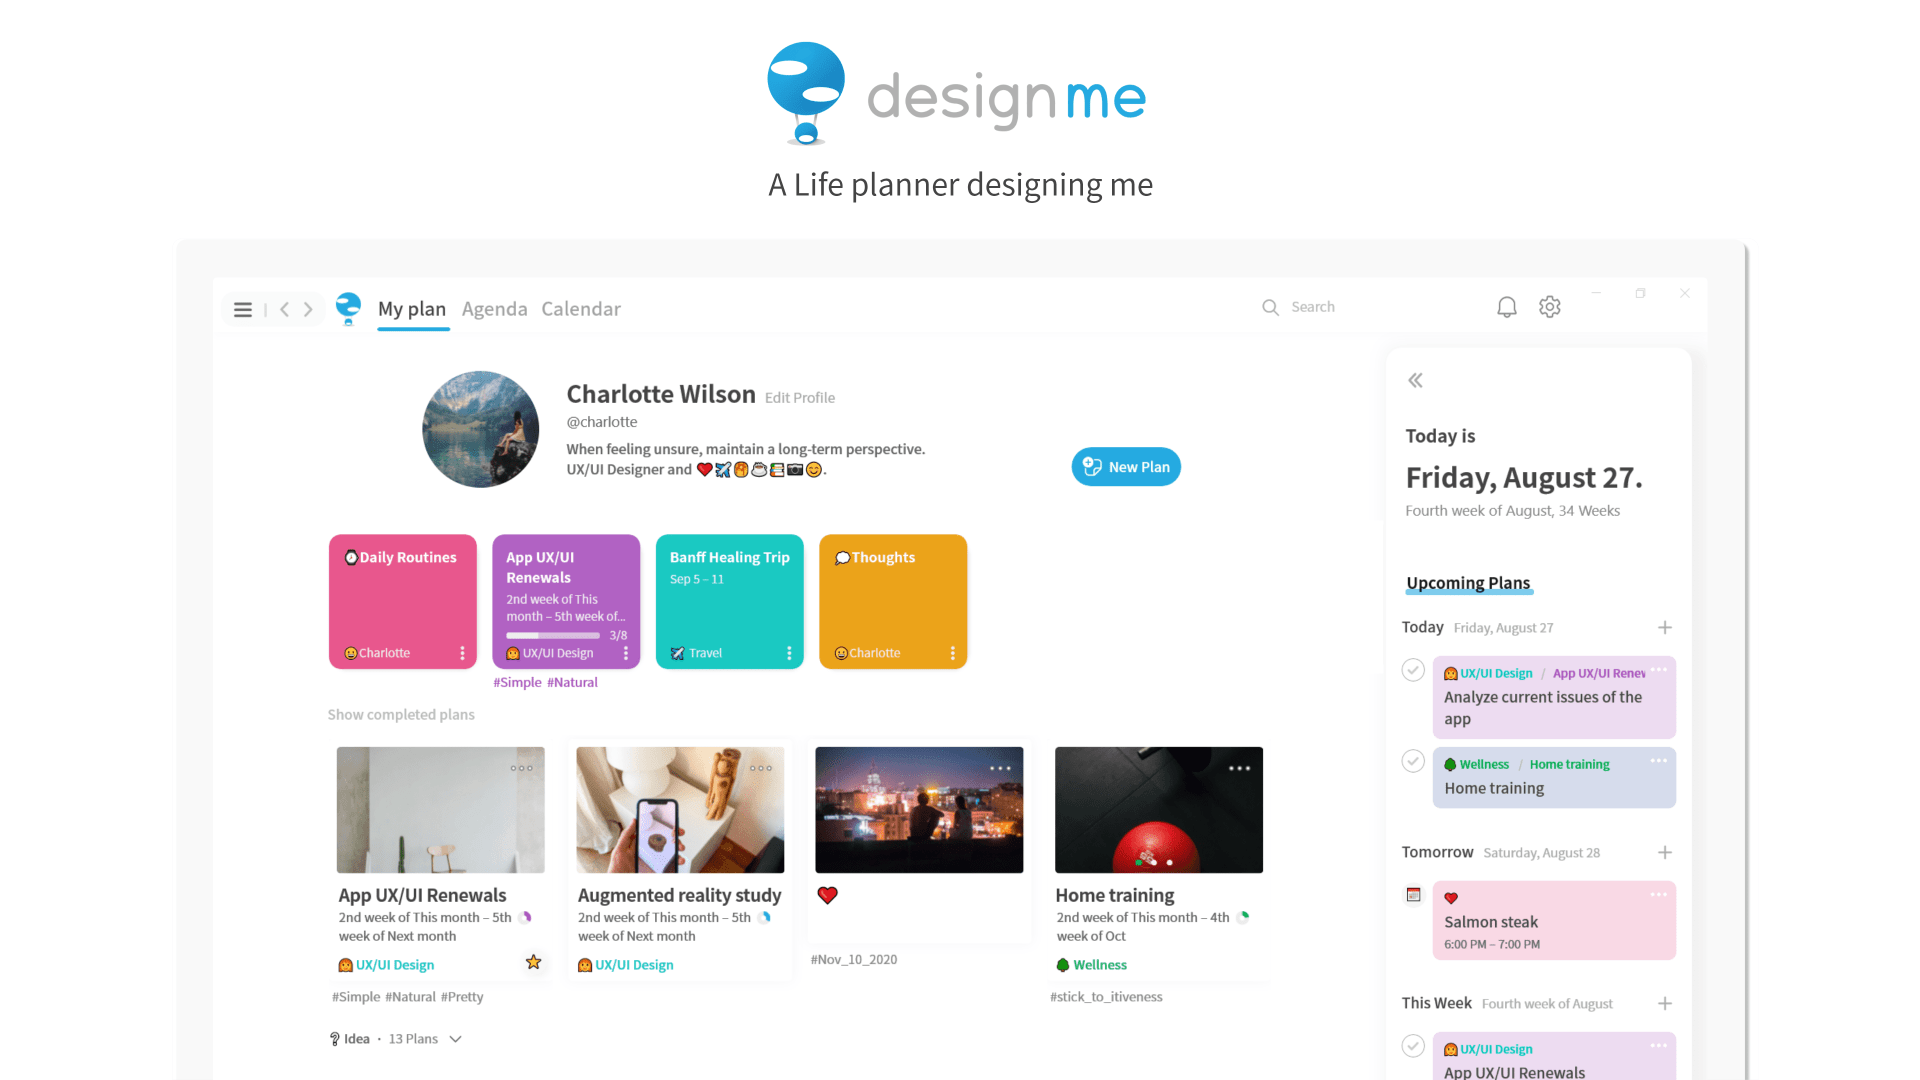 designme
A Life planner designing me
My plan Agenda Calendar
Search
Charlotte Wilson Edit Profile
@charlotte
When feeling unsure, maintain a long-term perspective.
UX/UI Designer and ❤️✈️✊☕📚📷😊.
New Plan
Daily Routines
Charlotte
App UX/UI
Renewals
2nd week of This
month – 5th week of...
3/8
UX/UI Design
#Simple #Natural
Banff Healing Trip
Sep 5 – 11
Travel
Thoughts
Charlotte
Show completed plans
App UX/UI Renewals
2nd week of This month – 5th
week of Next month
UX/UI Design
#Simple #Natural #Pretty
Augmented reality study
2nd week of This month – 5th
week of Next month
UX/UI Design
❤️
#Nov_10_2020
Home training
2nd week of This month – 4th
week of Oct
Wellness
#stick_to_itiveness
Idea · 13 Plans
Today is
Friday, August 27.
Fourth week of August, 34 Weeks
Upcoming Plans
Today Friday, August 27
UX/UI Design / App UX/UI Renew
Analyze current issues of the
app
Wellness / Home training
Home training
Tomorrow Saturday, August 28
❤️
Salmon steak
6:00 PM – 7:00 PM
This Week Fourth week of August
UX/UI Design
App UX/UI Renewals